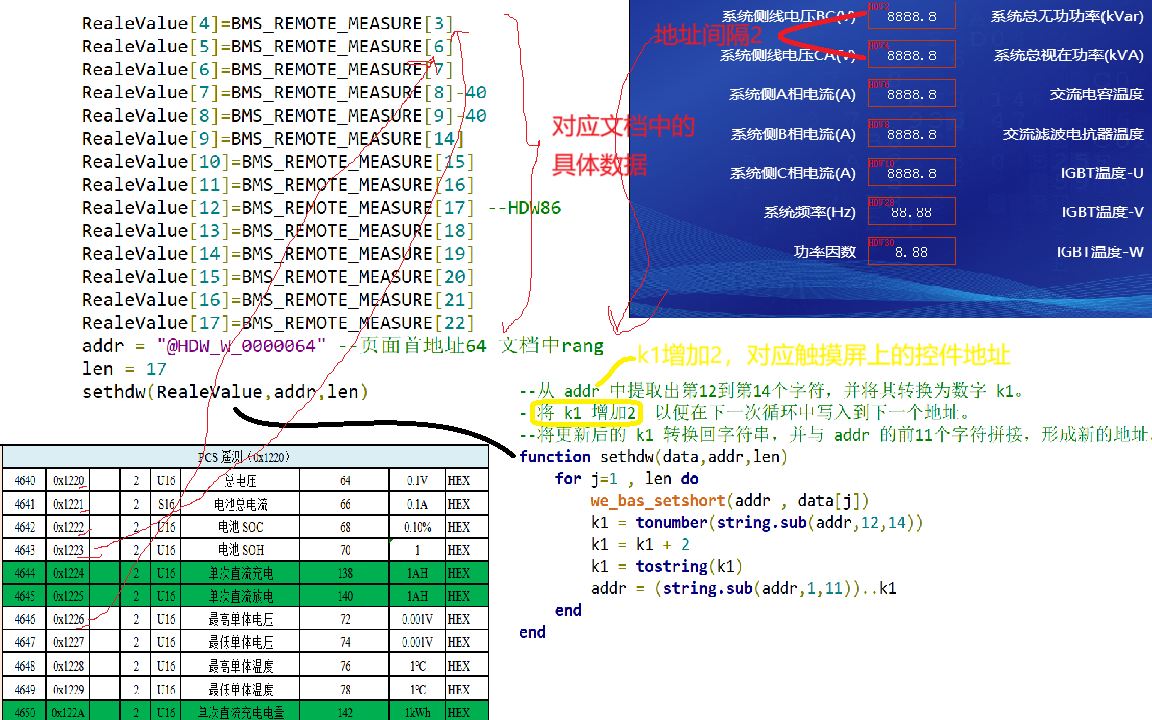 RealeValue[4]=BMS_REMOTE_MEASURE[3]
RealeValue[5]=BMS_REMOTE_MEASURE[6]
RealeValue[6]=BMS_REMOTE_MEASURE[7]
RealeValue[7]=BMS_REMOTE_MEASURE[8]-40
RealeValue[8]=BMS_REMOTE_MEASURE[9]-40
RealeValue[9]=BMS_REMOTE_MEASURE[14]
RealeValue[10]=BMS_REMOTE_MEASURE[15]
RealeValue[11]=BMS_REMOTE_MEASURE[16]
RealeValue[12]=BMS_REMOTE_MEASURE[17] --HDW86
RealeValue[13]=BMS_REMOTE_MEASURE[18]
RealeValue[14]=BMS_REMOTE_MEASURE[19]
RealeValue[15]=BMS_REMOTE_MEASURE[20]
RealeValue[16]=BMS_REMOTE_MEASURE[21]
RealeValue[17]=BMS_REMOTE_MEASURE[22]
addr = "@HDW_W_0000064" --页面首地址64 文档中rang
len = 17
sethdw(RealeValue,addr,len)
对应文档中的
具体数据
地址间隔2
系统侧线电压BC(V) 8888.8 系统总无功功率(kVar)
系统侧线电压CA(V) 8888.8 系统总视在功率(kVA)
系统侧A相电流(A) 8888.8 交流电容温度
系统侧B相电流(A) 8888.8 交流滤波电抗器温度
系统侧C相电流(A) HDW10 8888.8 IGBT温度-U
系统频率(Hz) HDW28 88.88 IGBT温度-V
功率因数 HDW30 8.88 IGBT温度-W
k1增加2，对应触摸屏上的控件地址
--从 addr 中提取出第12到第14个字符，并将其转换为数字 k1。
-将 k1 增加2 以便在下一次循环中写入到下一个地址。
--将更新后的 k1 转换回字符串，并与 addr 的前11个字符拼接，形成新的地址
function sethdw(data,addr,len)
for j=1 , len do
we_bas_setshort(addr , data[j])
k1 = tonumber(string.sub(addr,12,14))
k1 = k1 + 2
k1 = tostring(k1)
addr = (string.sub(addr,1,11))..k1
end
end
PCS 遥测（0x1220）
4640 0x1220 2 U16 总电压 64 0.1V HEX
4641 0x1221 2 S16 电池总电流 66 0.1A HEX
4642 0x1222 2 U16 电池SOC 68 0.10% HEX
4643 0x1223 2 U16 电池SOH 70 1 HEX
4644 0x1224 2 U16 单次直流充电 138 1AH HEX
4645 0x1225 2 U16 单次直流放电 140 1AH HEX
4646 0x1226 2 U16 最高单体电压 72 0.001V HEX
4647 0x1227 2 U16 最低单体电压 74 0.001V HEX
4648 0x1228 2 U16 最高单体温度 76 1℃ HEX
4649 0x1229 2 U16 最低单体温度 78 1℃ HEX
4650 0x122A 2 U16 单次直流充电电量 142 1kWh HEX